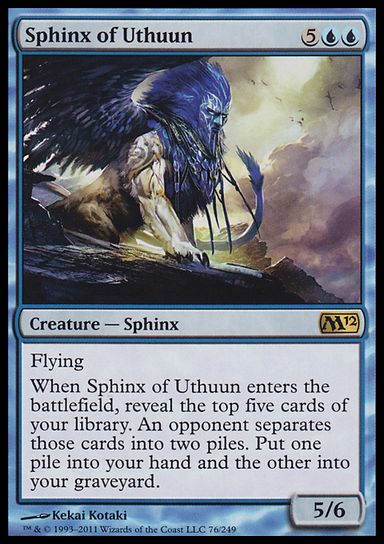 Sphinx of Uthuun 5
Creature — Sphinx M12
Flying
When Sphinx of Uthuun enters the
battlefield, reveal the top five cards of
your library. An opponent separates
those cards into two piles. Put one
pile into your hand and the other into
your graveyard.
5/6
Kekai Kotaki
™ & © 1993–2011 Wizards of the Coast LLC 76/249